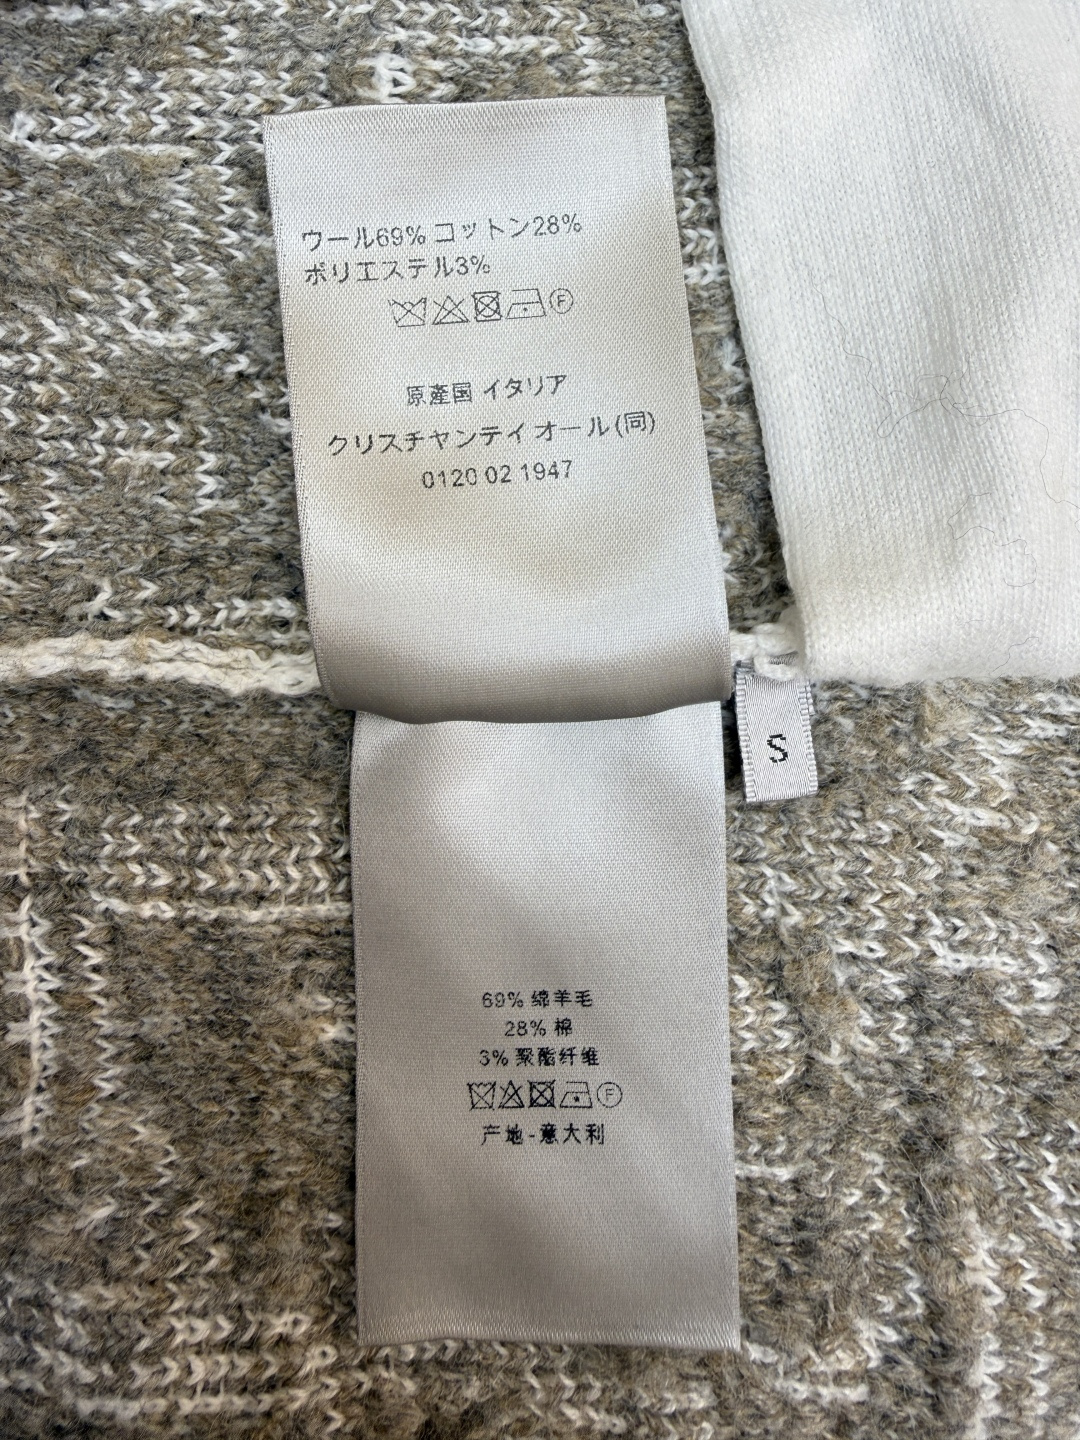 ウール69% コットン28%
ポリエステル3%
F
原産国 イタリア
クリスチャンディオール(同)
0120 02 1947
S
69% 绵羊毛
28% 棉
3% 聚酯纤维
F
产地-意大利